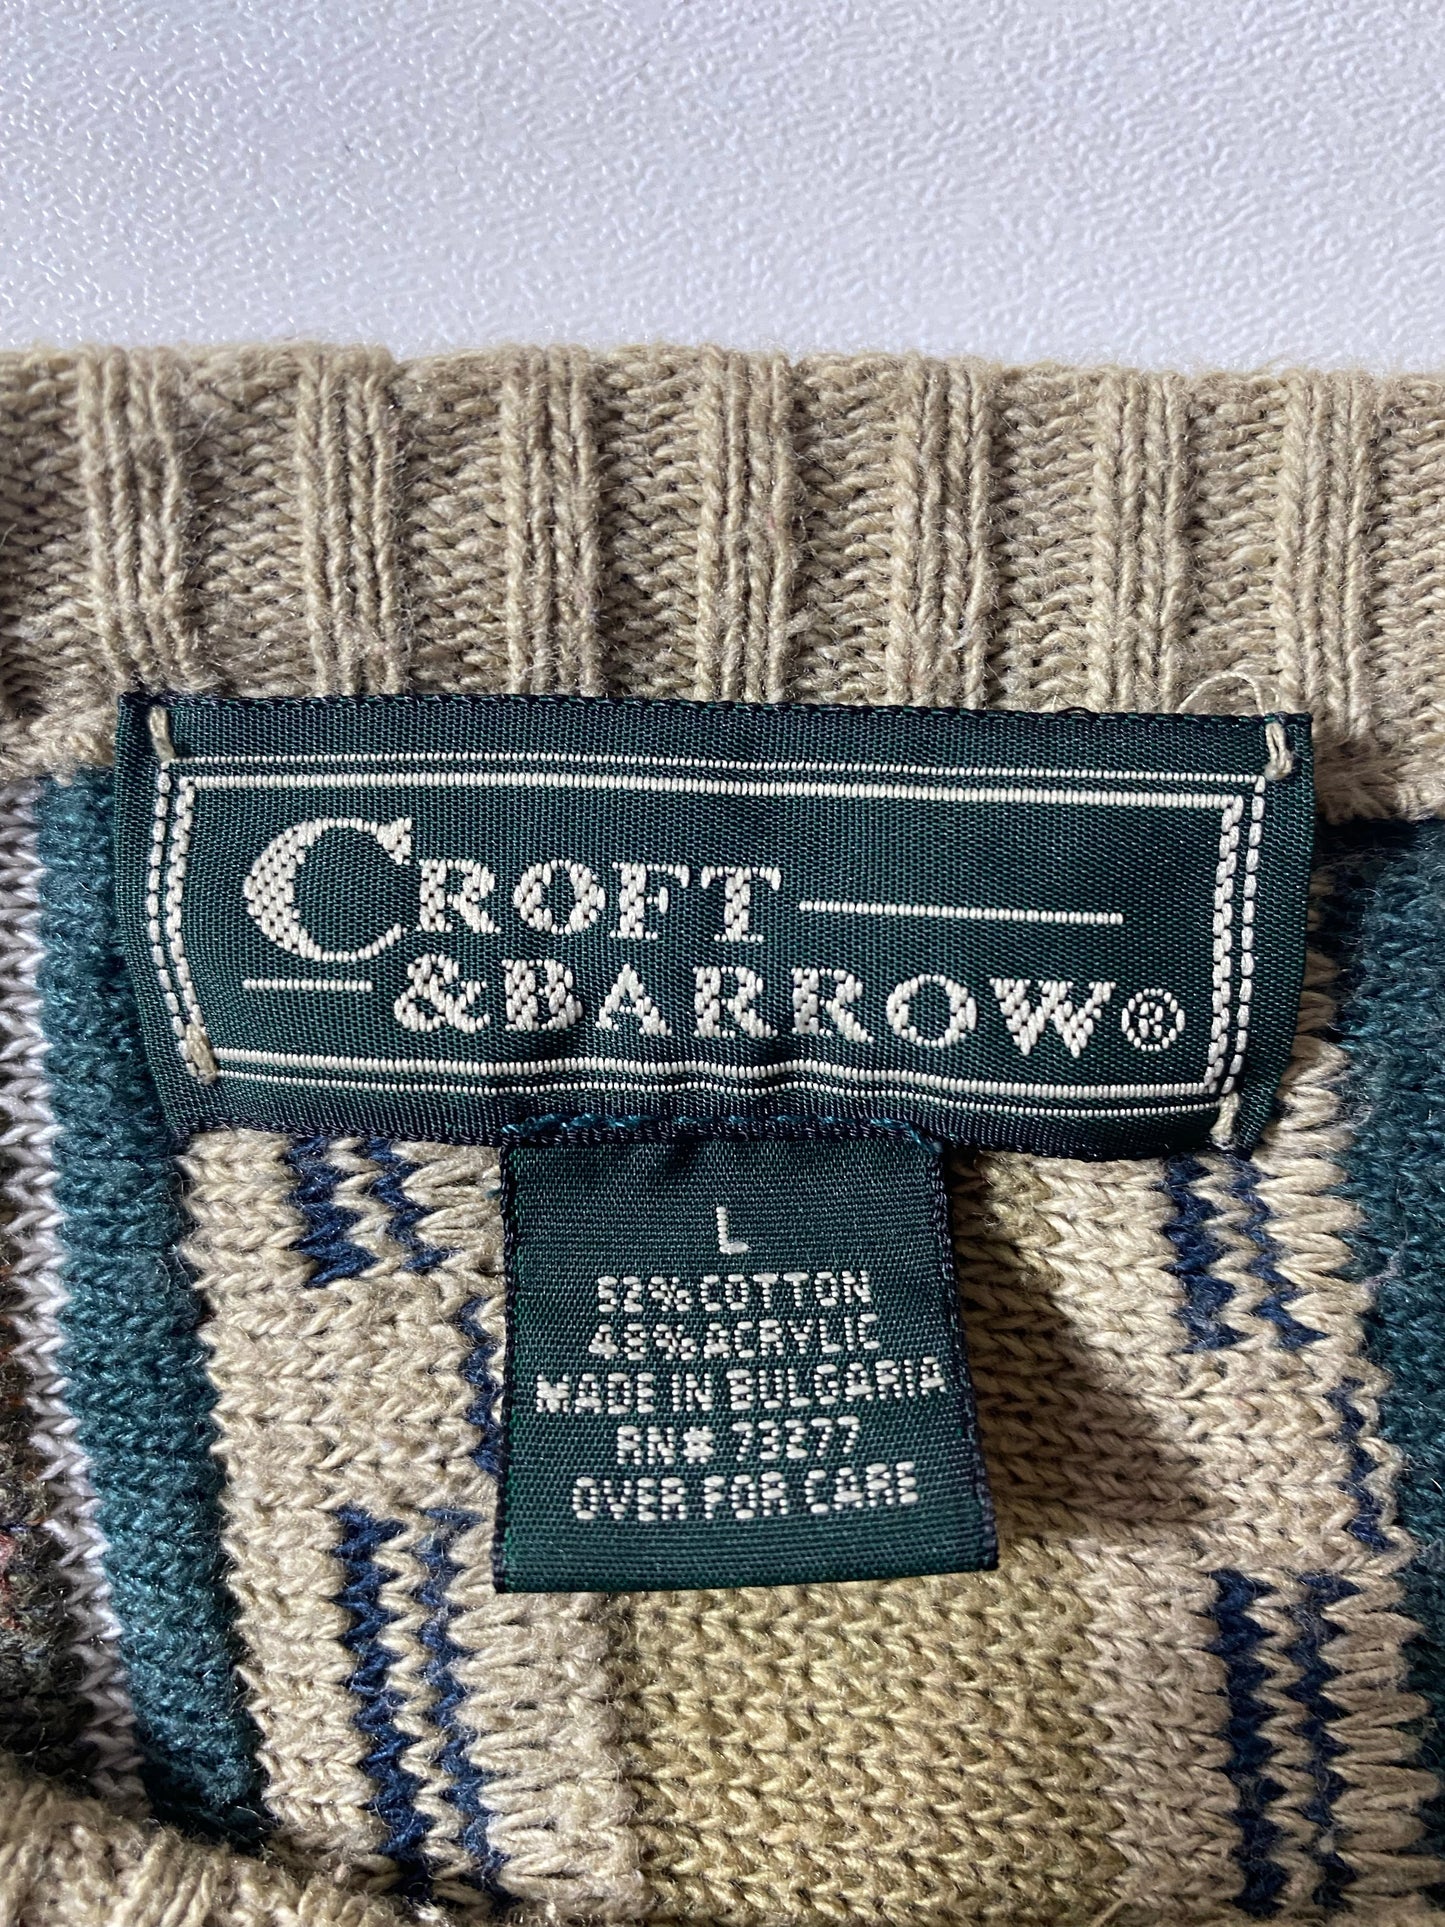 CROFT
& BARROW®
L
52% COTTON
48% ACRYLIC
MADE IN BULGARIA
RN# 73277
OVER FOR CARE